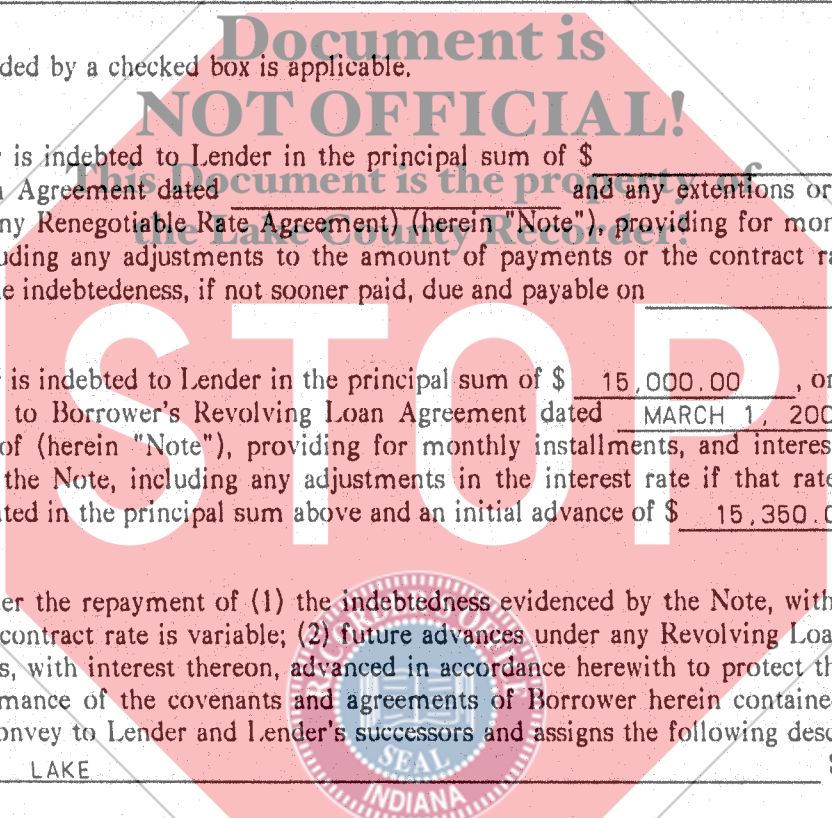 Document is
ded by a checked box is applicable.
NOT OFFICIAL!
is indebted to Lender in the principal sum of $
This Document is the property of
Agreement dated and any extentions or
the Lake County Recorder!
ny Renegotiable Rate Agreement) (herein "Note"), providing for mon
uding any adjustments to the amount of payments or the contract ra
e indebtedeness, if not sooner paid, due and payable on
STOP
is indebted to Lender in the principal sum of $ 15,000.00 , or
to Borrower's Revolving Loan Agreement dated MARCH 1, 200
of (herein "Note"), providing for monthly installments, and interes
the Note, including any adjustments in the interest rate if that rate
ted in the principal sum above and an initial advance of $ 15,350.0
er the repayment of (1) the indebtedness evidenced by the Note, with
contract rate is variable; (2) future advances under any Revolving Loa
s, with interest thereon, advanced in accordance herewith to protect th
mance of the covenants and agreements of Borrower herein containe
onvey to Lender and Lender's successors and assigns the following desc
LAKE
SEAL
INDIANA